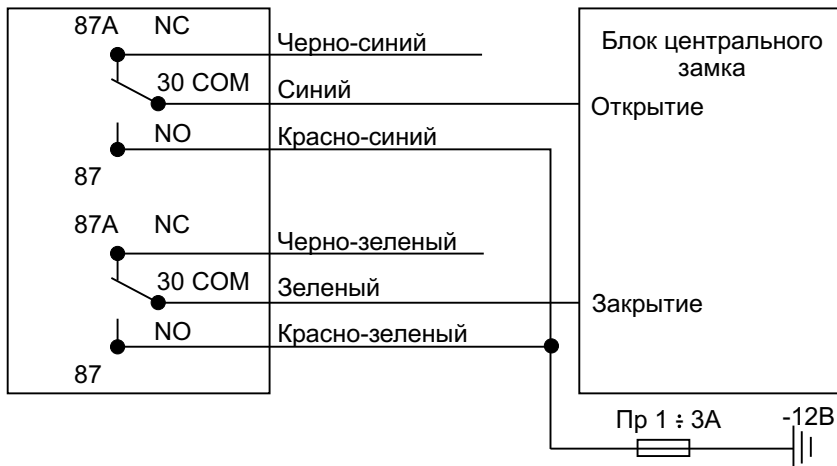 87A NC
Черно-синий
30 COM
Синий
NO
Красно-синий
87
87A NC
Черно-зеленый
30 COM
Зеленый
NO
Красно-зеленый
87
Блок центрального
замка
Открытие
Закрытие
Пр 1 ÷ 3А
-12В